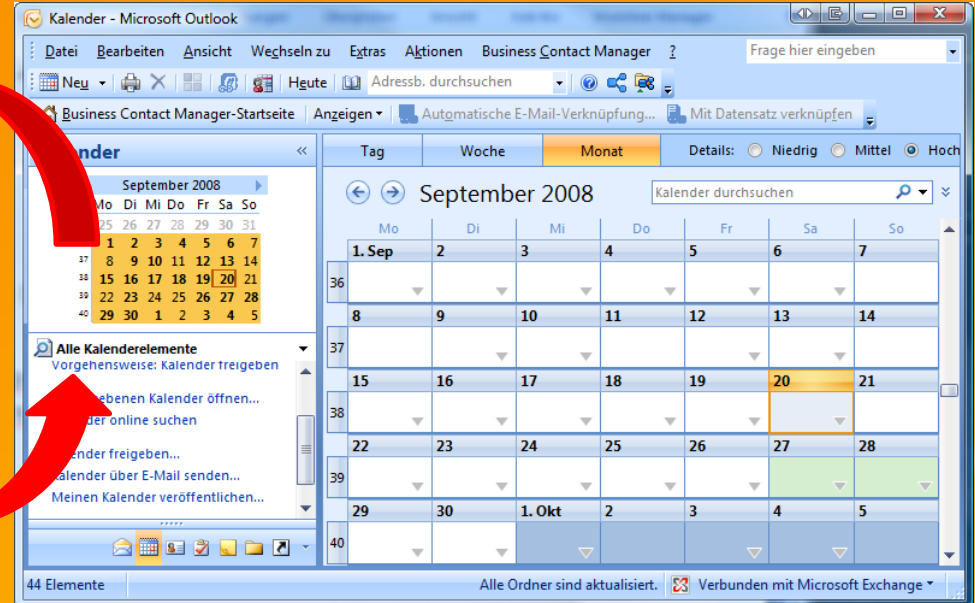 Kalender - Microsoft Outlook
Datei Bearbeiten Ansicht Wechseln zu Extras Aktionen Business Contact Manager ? Frage hier eingeben
Neu Heute Adressb. durchsuchen
Business Contact Manager-Startseite Anzeigen Automatische E-Mail-Verknüpfung... Mit Datensatz verknüpfen
nder « Tag Woche Monat Details: Niedrig Mittel Hoch
September 2008
Mo Di Mi Do Fr Sa So
25 26 27 28 29 30 31
1 2 3 4 5 6 7
37 8 9 10 11 12 13 14
38 15 16 17 18 19 20 21
39 22 23 24 25 26 27 28
40 29 30 1 2 3 4 5
Alle Kalenderelemente
Vorgehensweise: Kalender freigeben
ebenen Kalender öffnen...
der online suchen
ender freigeben...
alender über E-Mail senden...
Meinen Kalender veröffentlichen...
September 2008 Kalender durchsuchen
Mo Di Mi Do Fr Sa So
1. Sep 2 3 4 5 6 7
36
8 9 10 11 12 13 14
37
15 16 17 18 19 20 21
38
22 23 24 25 26 27 28
39
29 30 1. Okt 2 3 4 5
40
44 Elemente Alle Ordner sind aktualisiert. Verbunden mit Microsoft Exchange